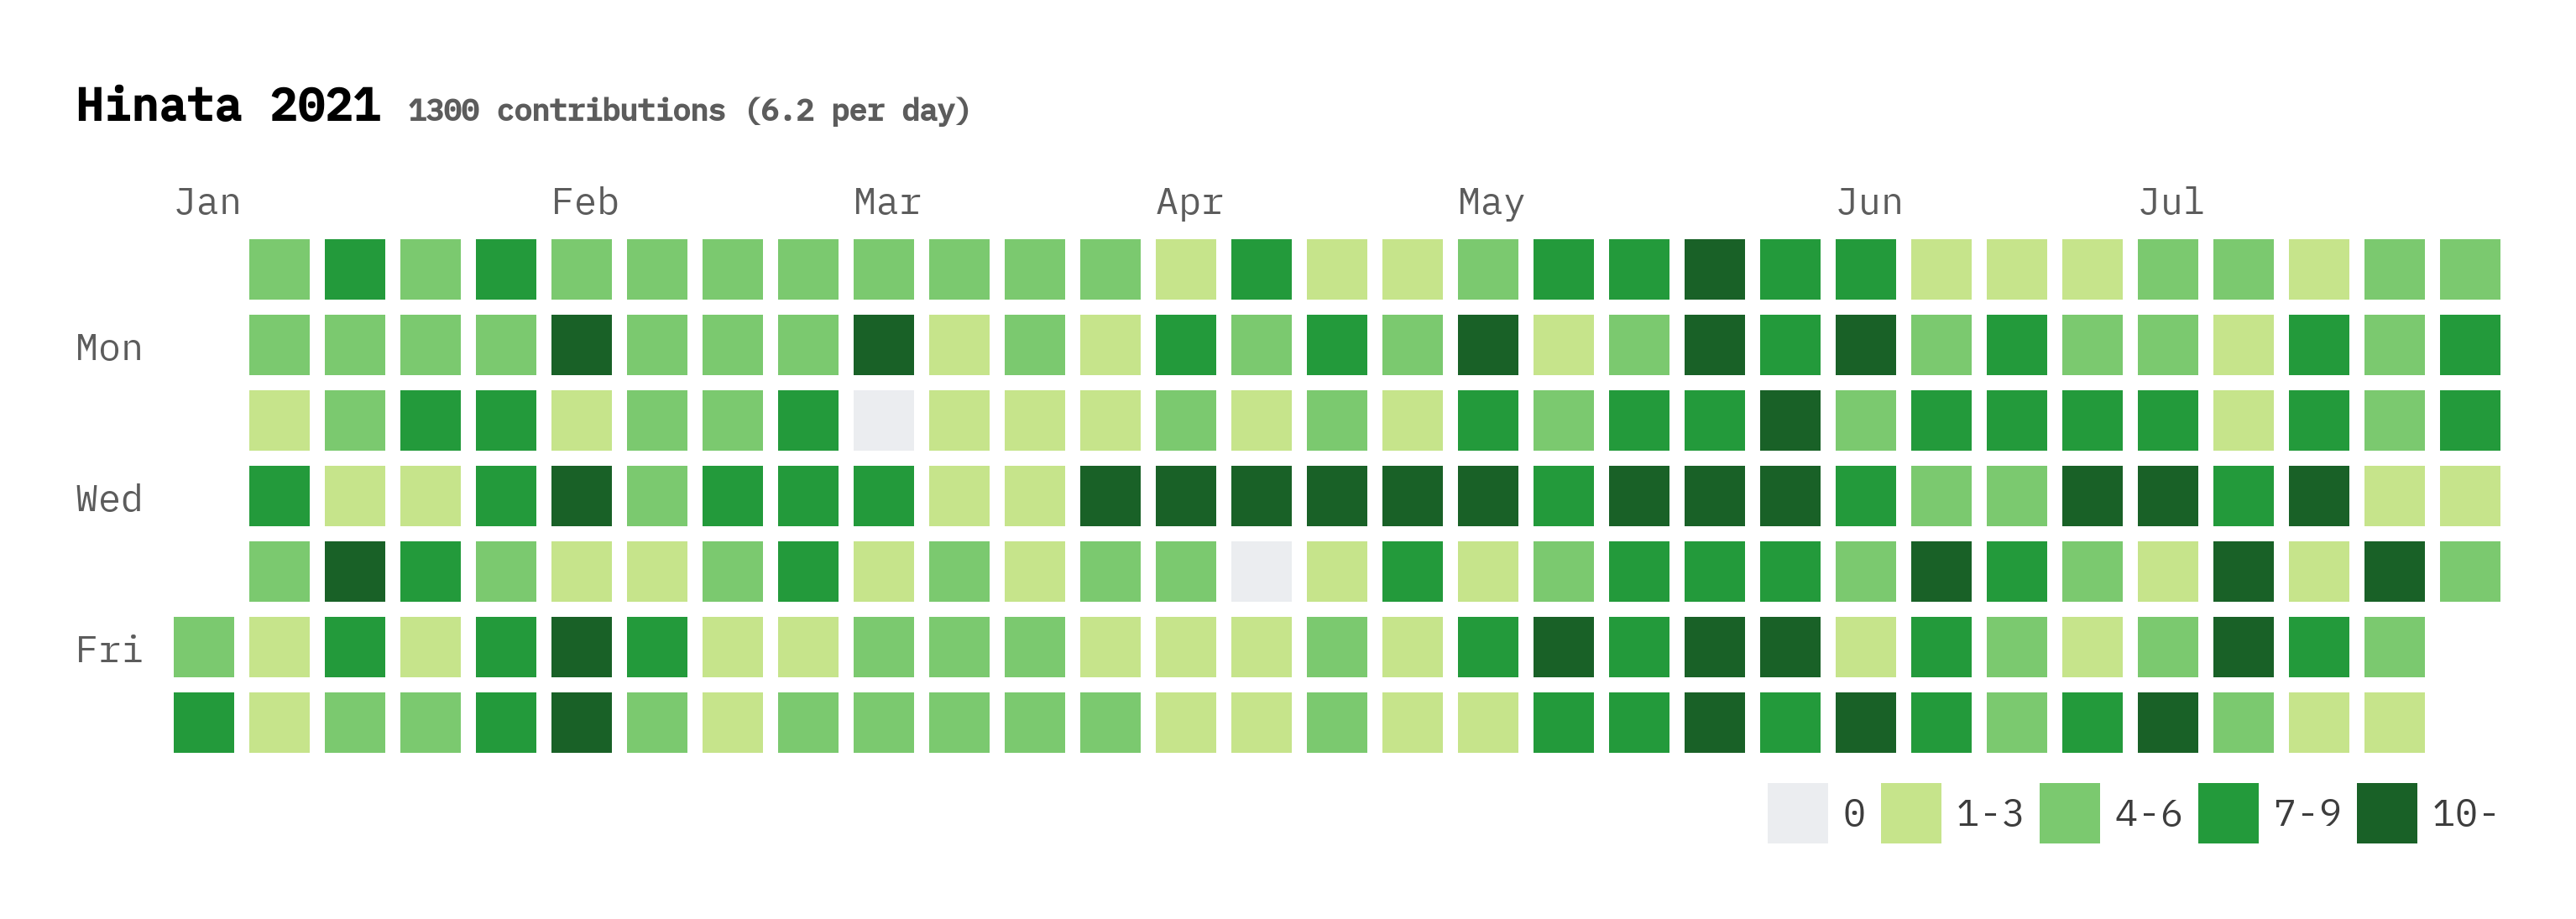 Hinata 2021 1300 contributions (6.2 per day)
Jan Feb Mar Apr May Jun Jul
Mon
Wed
Fri
0 1-3 4-6 7-9 10-